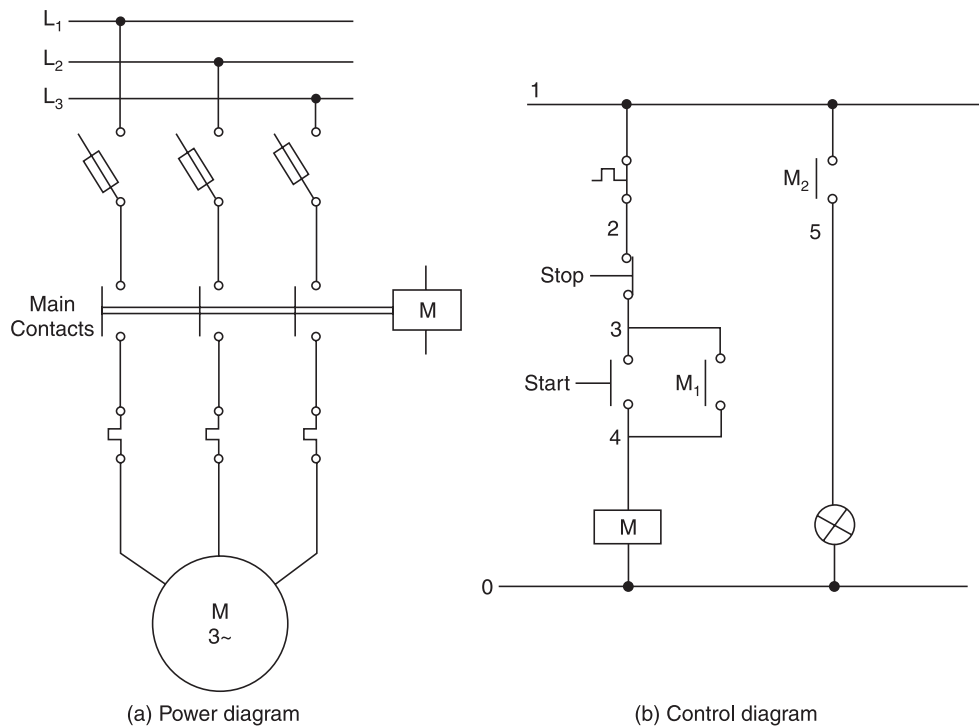 L1
L2
L3
Main
Contacts
M
M
3~
(a) Power diagram
1
M2
2
5
Stop
3
Start
M1
4
M
0
(b) Control diagram